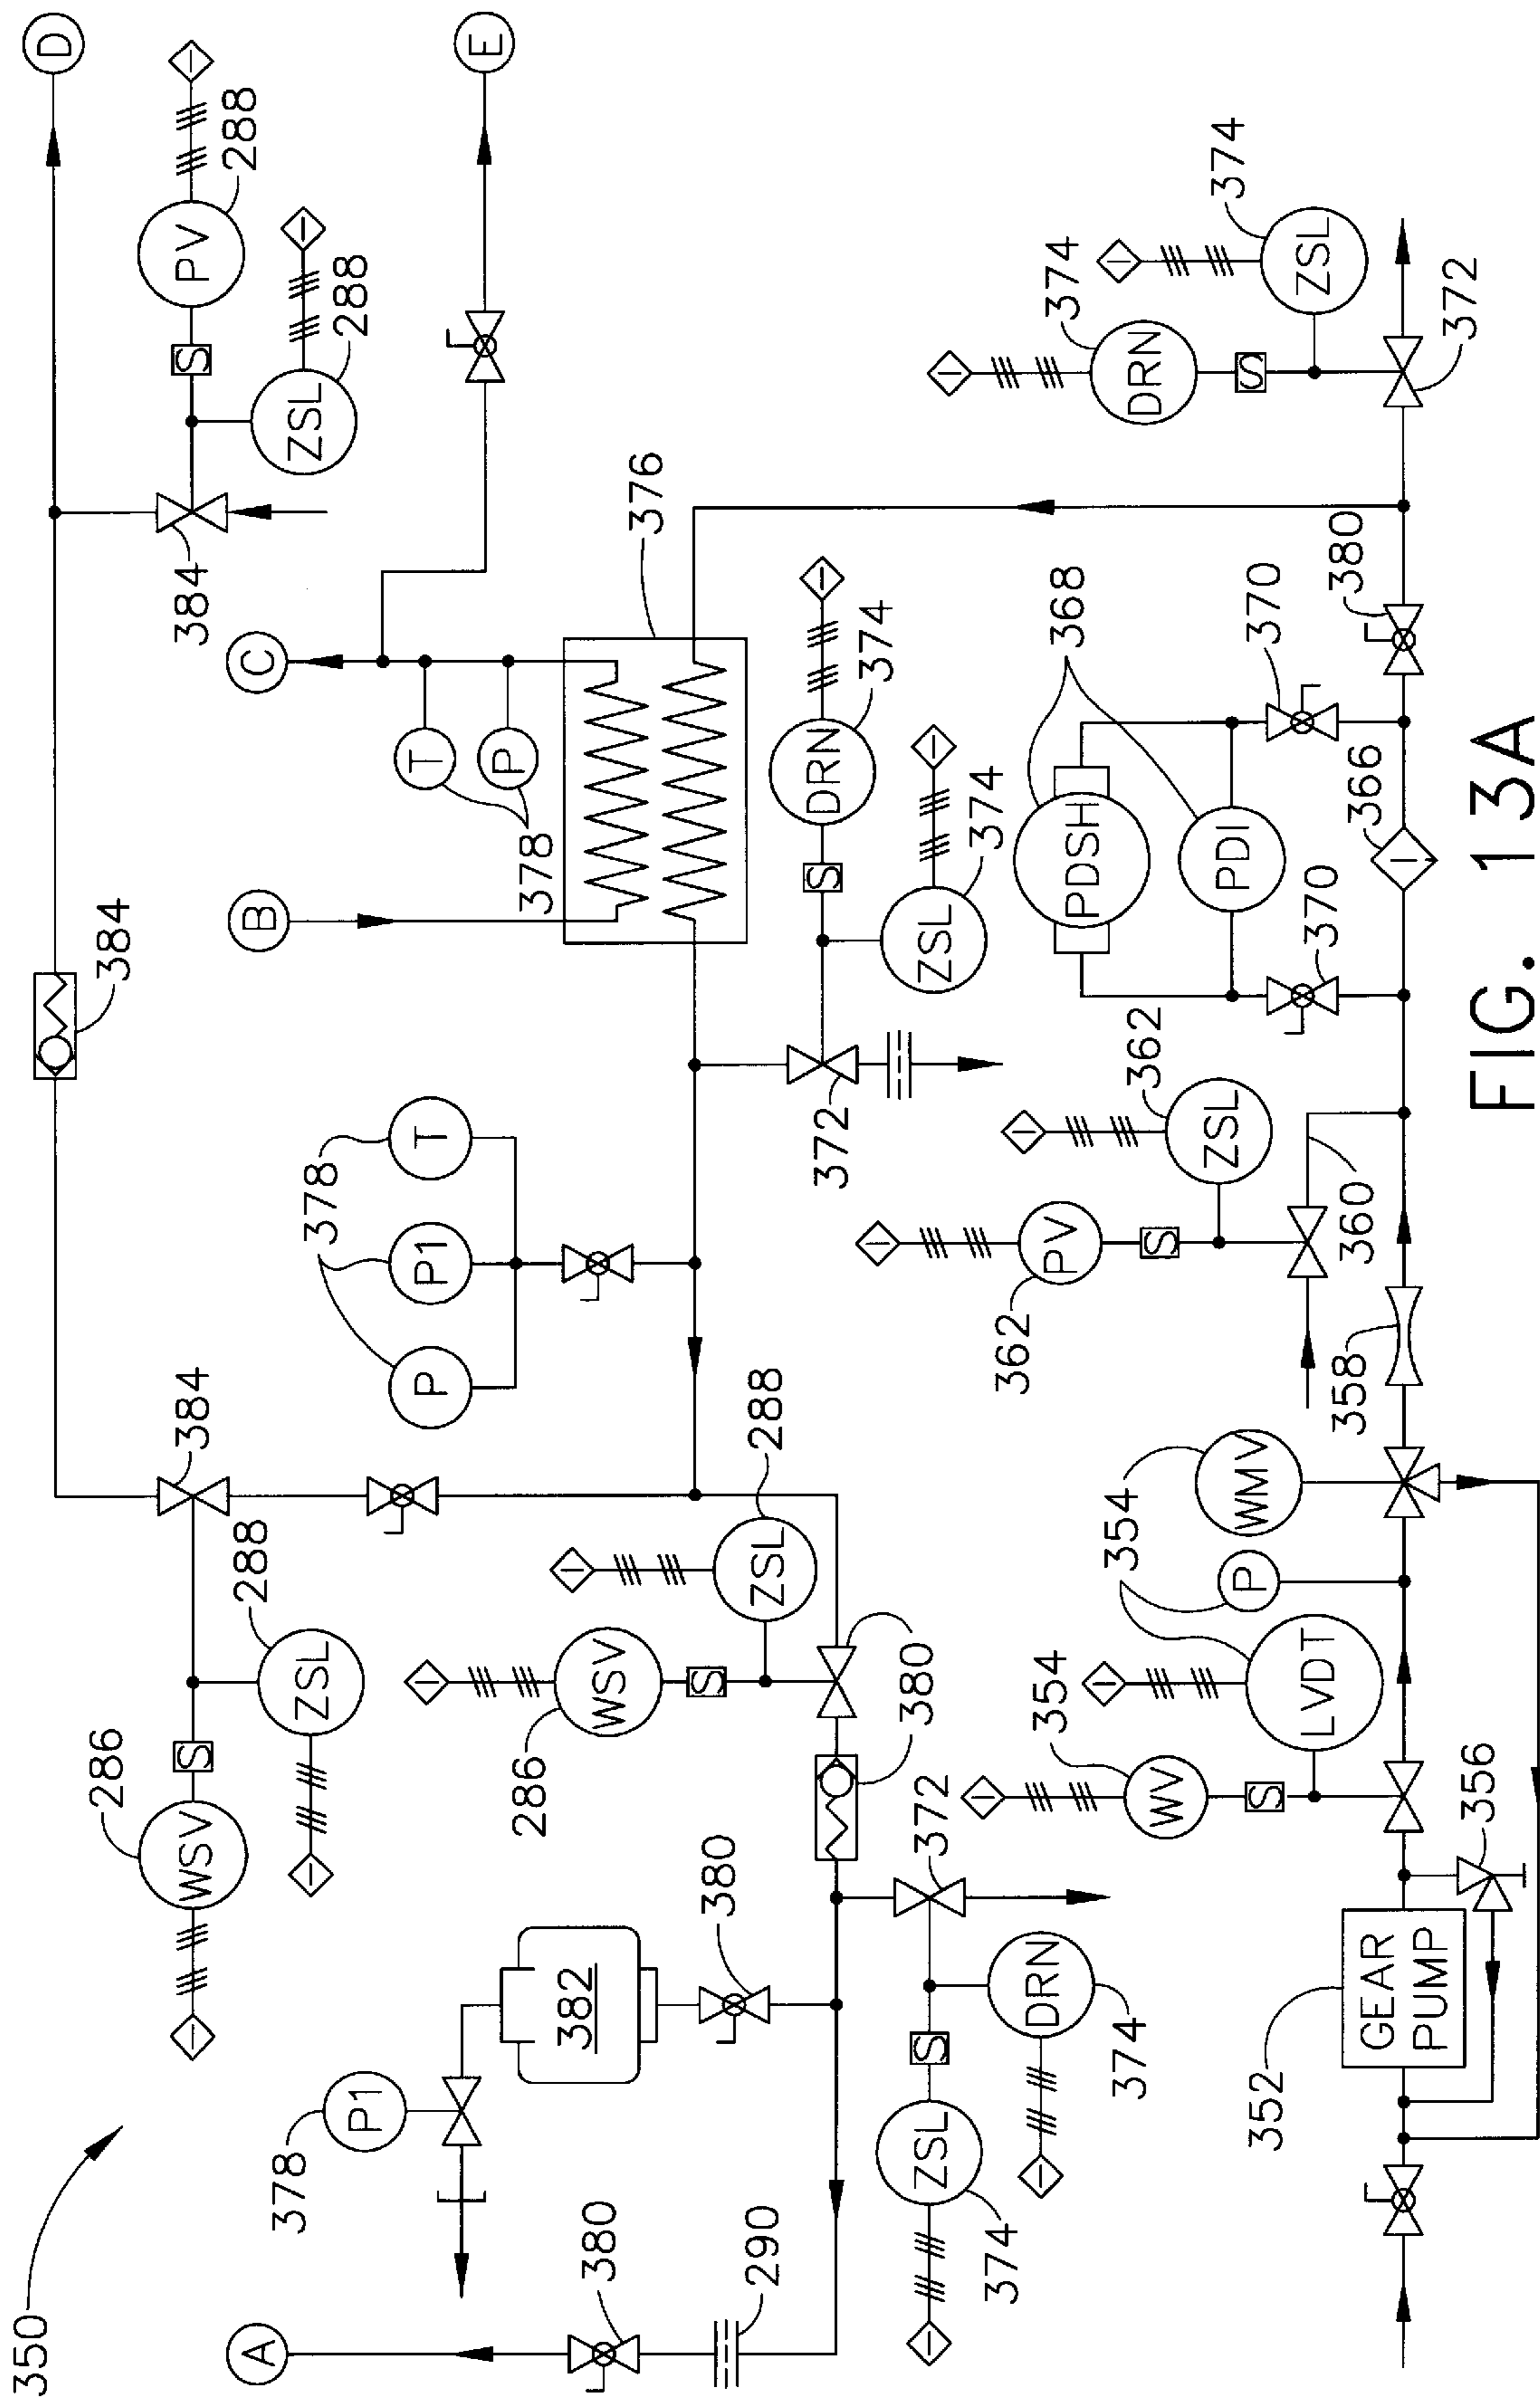 350
A
380
290
378
P1
382
380
374
ZSL
374
DRN
372
286
WSV
288
ZSL
384
286
WSV
288
ZSL
380
S
S
S
380
378
P
P1
T
384
B
C
378
T
P
376
372
S
DRN
374
ZSL
374
D
E
384
S
PV
288
ZSL
288
352
GEAR
PUMP
356
354
WV
S
LVDT
P
354
WMV
358
362
PV
S
ZSL
362
360
370
PDSH
PDI
368
370
366
380
374
DRN
S
ZSL
374
372
FIG. 13A